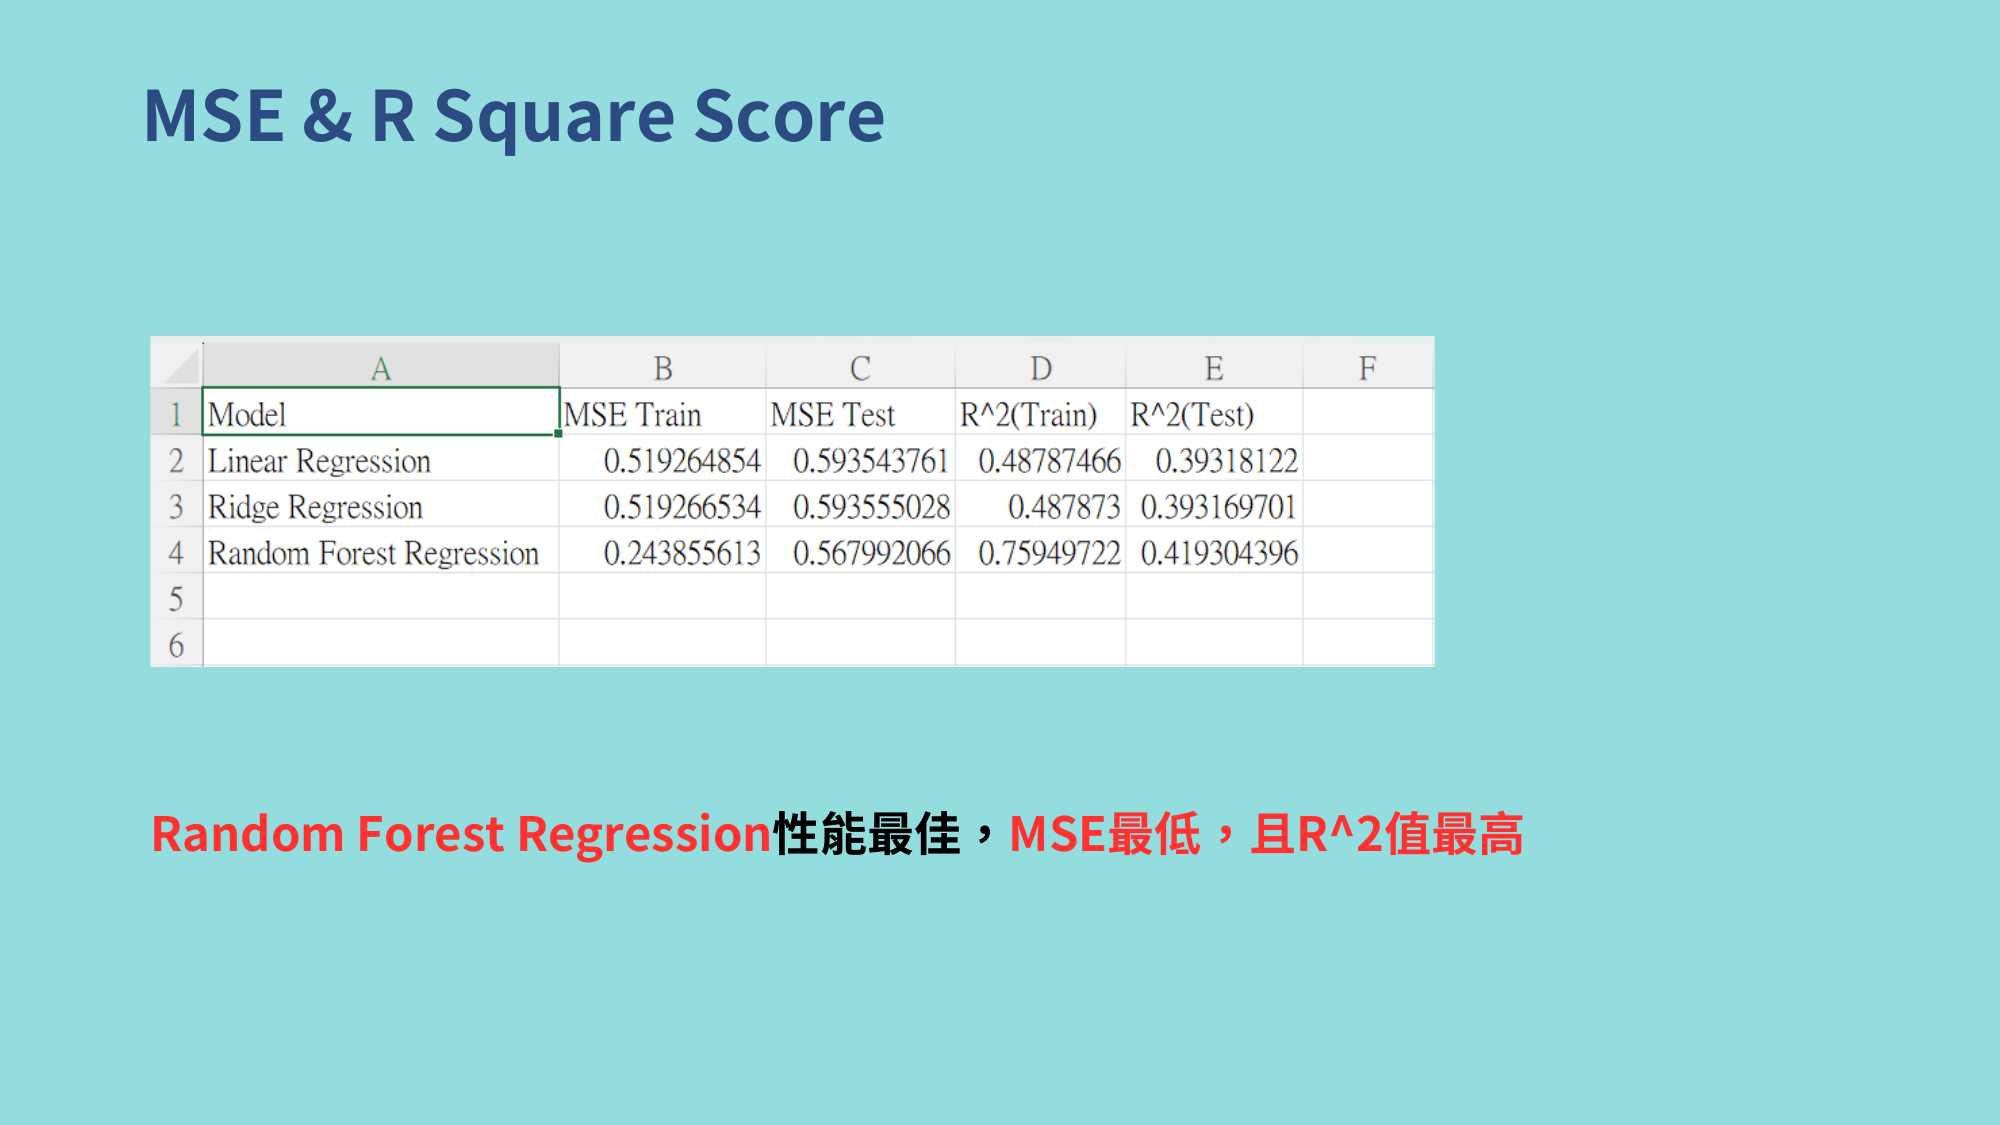 MSE & R Square Score
A B C D E F
1 Model MSE Train MSE Test R^2(Train) R^2(Test)
2 Linear Regression 0.519264854 0.593543761 0.48787466 0.39318122
3 Ridge Regression 0.519266534 0.593555028 0.487873 0.393169701
4 Random Forest Regression 0.243855613 0.567992066 0.75949722 0.419304396
5
6
Random Forest Regression性能最佳，MSE最低，且R^2值最高